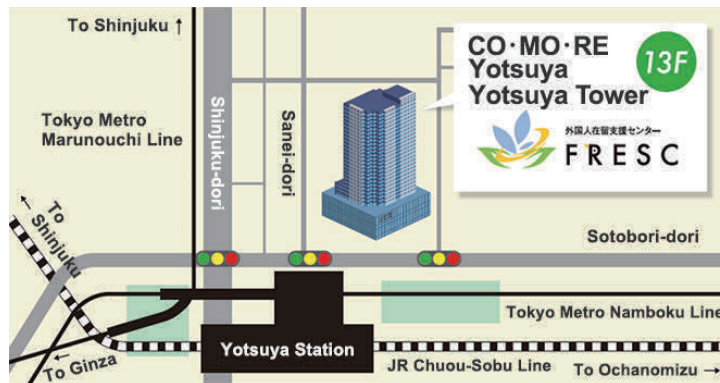 To Shinjuku ↑
CO・MO・RE
Yotsuya
Yotsuya Tower
13F
外国人在留支援センター
FRESC
Tokyo Metro
Marunouchi Line
Shinjuku-dori
Sanei-dori
To
Shinjuku
Sotobori-dori
Tokyo Metro Namboku Line
Yotsuya Station
JR Chuou-Sobu Line
← To Ginza
To Ochanomizu →